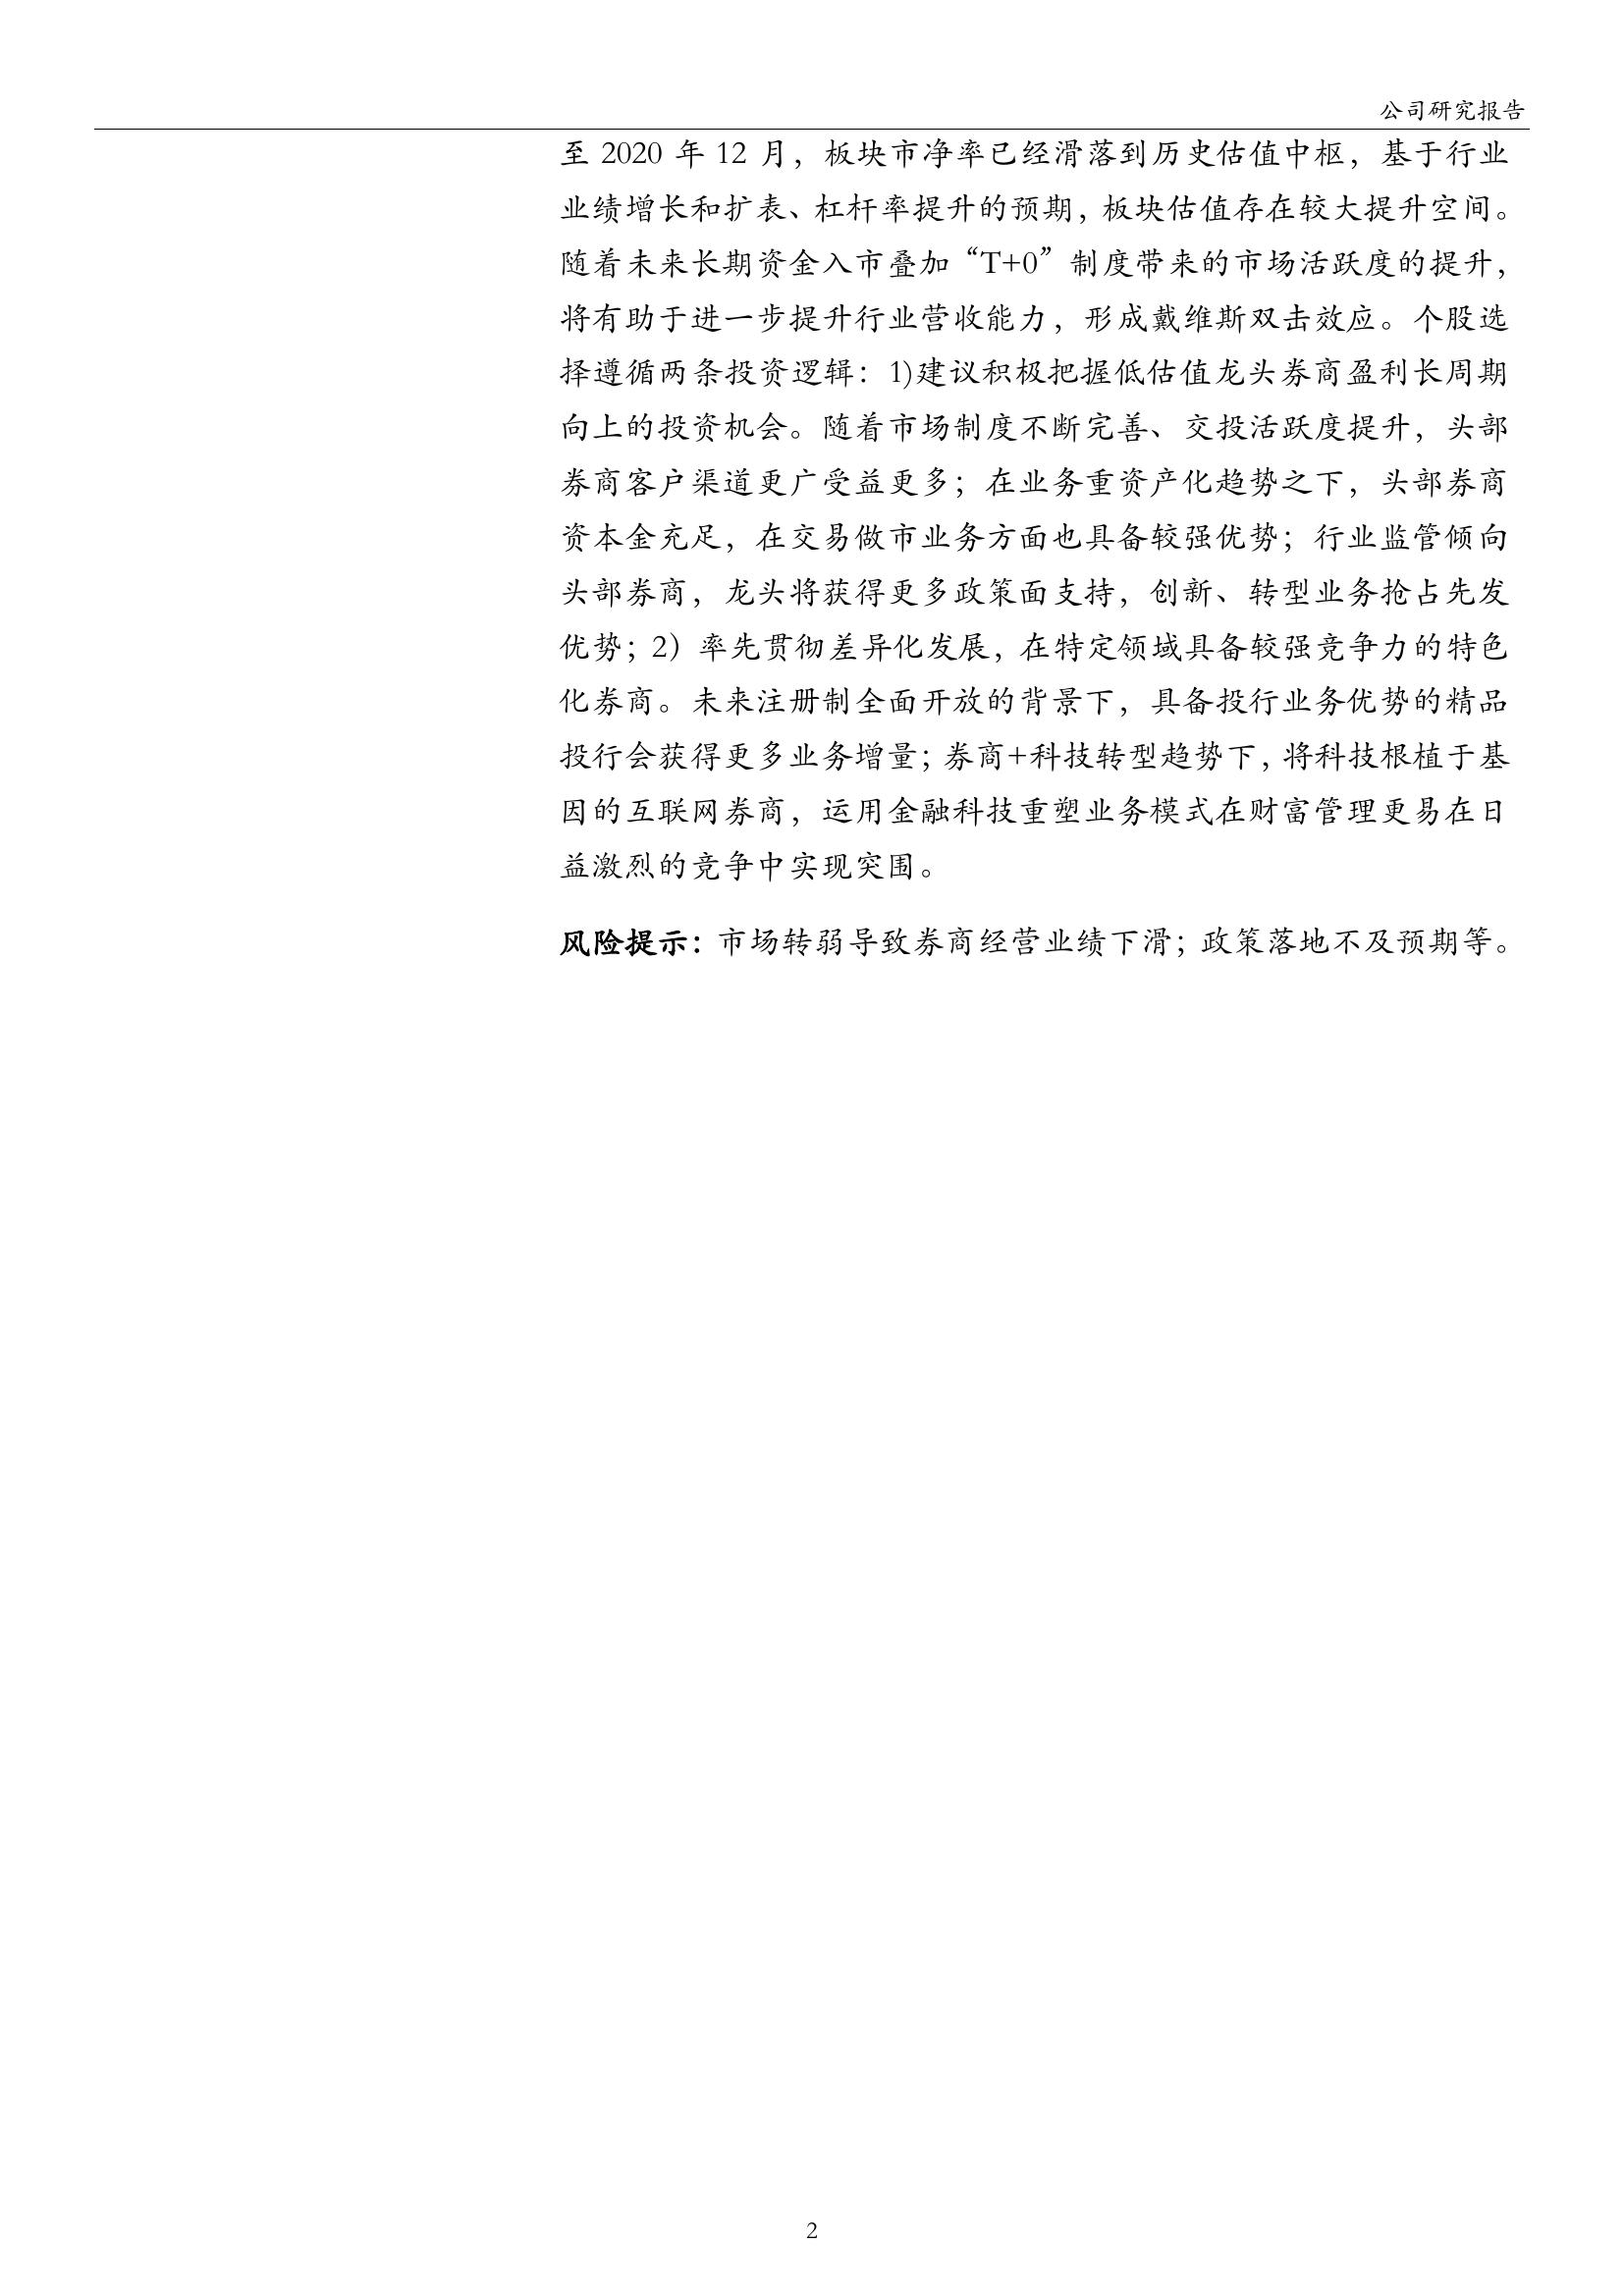 公司研究报告
至 2020 年 12 月，板块市净率已经滑落到历史估值中枢，基于行业
业绩增长和扩表、杠杆率提升的预期，板块估值存在较大提升空间。
随着未来长期资金入市叠加“T+0”制度带来的市场活跃度的提升，
将有助于进一步提升行业营收能力，形成戴维斯双击效应。个股选
择遵循两条投资逻辑：1)建议积极把握低估值龙头券商盈利长周期
向上的投资机会。随着市场制度不断完善、交投活跃度提升，头部
券商客户渠道更广受益更多；在业务重资产化趋势之下，头部券商
资本金充足，在交易做市业务方面也具备较强优势；行业监管倾向
头部券商，龙头将获得更多政策面支持，创新、转型业务抢占先发
优势；2）率先贯彻差异化发展，在特定领域具备较强竞争力的特色
化券商。未来注册制全面开放的背景下，具备投行业务优势的精品
投行会获得更多业务增量；券商+科技转型趋势下，将科技根植于基
因的互联网券商，运用金融科技重塑业务模式在财富管理更易在日
益激烈的竞争中实现突围。
风险提示：市场转弱导致券商经营业绩下滑；政策落地不及预期等。
2